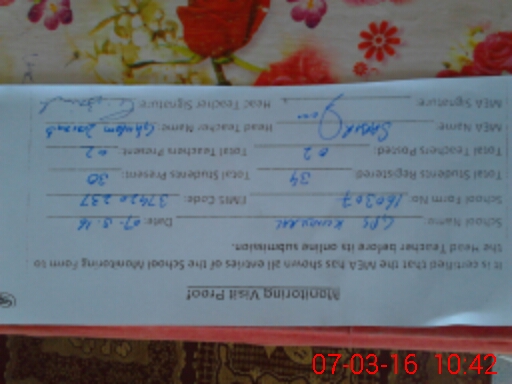 Monitoring Visit Proof
It is certified that the MEA has shown all entries of the School Monitoring Form to
the Head Teacher before its online submission.
School Name: GPS Date: 07-3-16
School Form No: 160307 EMIS Code: 37420237
Total Students Registered: 34 Total Students Present: 30
Total Teachers Posted: 02 Total Teachers Present: 02
MEA Name: Head Teacher Name: Ghulam
MEA Signature: Head Teacher Signature:
07-03-16 10:42